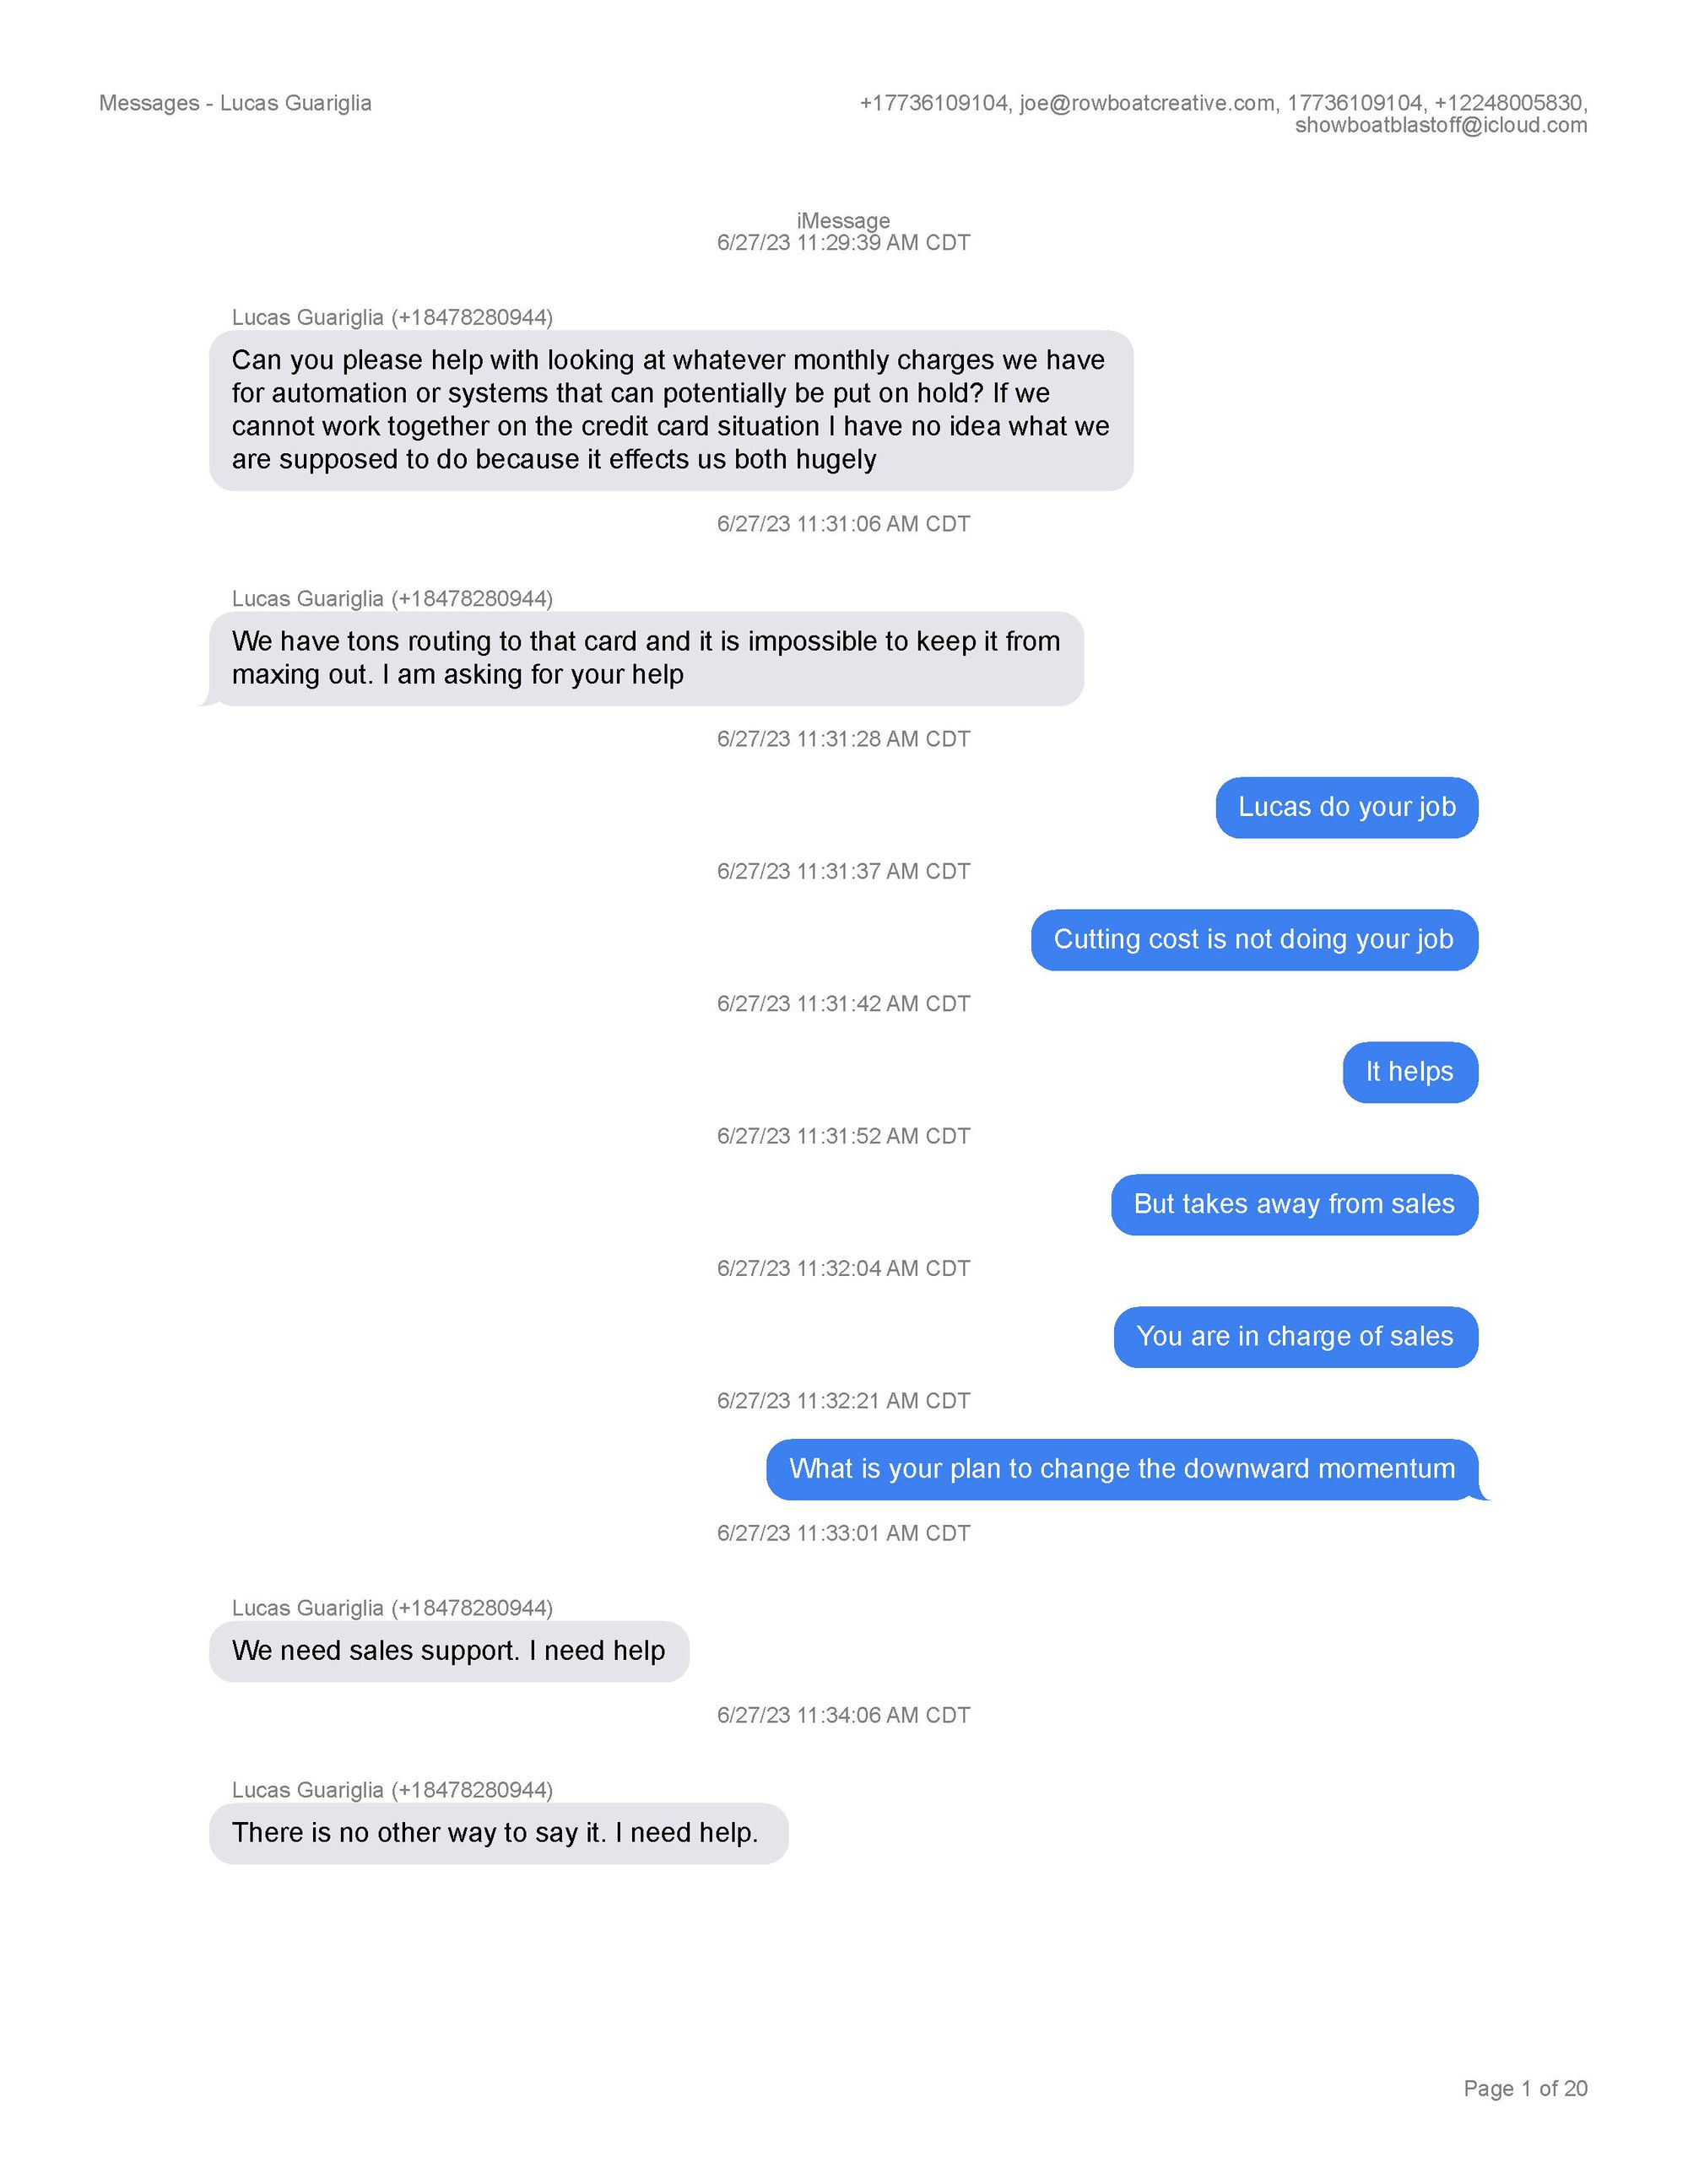 Messages - Lucas Guariglia
+17736109104, joe@rowboatcreative.com, 17736109104, +12248005830,
showboatblastoff@icloud.com
iMessage
6/27/23 11:29:39 AM CDT
Lucas Guariglia (+18478280944)
Can you please help with looking at whatever monthly charges we have
for automation or systems that can potentially be put on hold? If we
cannot work together on the credit card situation I have no idea what we
are supposed to do because it effects us both hugely
6/27/23 11:31:06 AM CDT
Lucas Guariglia (+18478280944)
We have tons routing to that card and it is impossible to keep it from
maxing out. I am asking for your help
6/27/23 11:31:28 AM CDT
Lucas do your job
6/27/23 11:31:37 AM CDT
Cutting cost is not doing your job
6/27/23 11:31:42 AM CDT
It helps
6/27/23 11:31:52 AM CDT
But takes away from sales
6/27/23 11:32:04 AM CDT
You are in charge of sales
6/27/23 11:32:21 AM CDT
What is your plan to change the downward momentum
6/27/23 11:33:01 AM CDT
Lucas Guariglia (+18478280944)
We need sales support. I need help
6/27/23 11:34:06 AM CDT
Lucas Guariglia (+18478280944)
There is no other way to say it. I need help.
Page 1 of 20